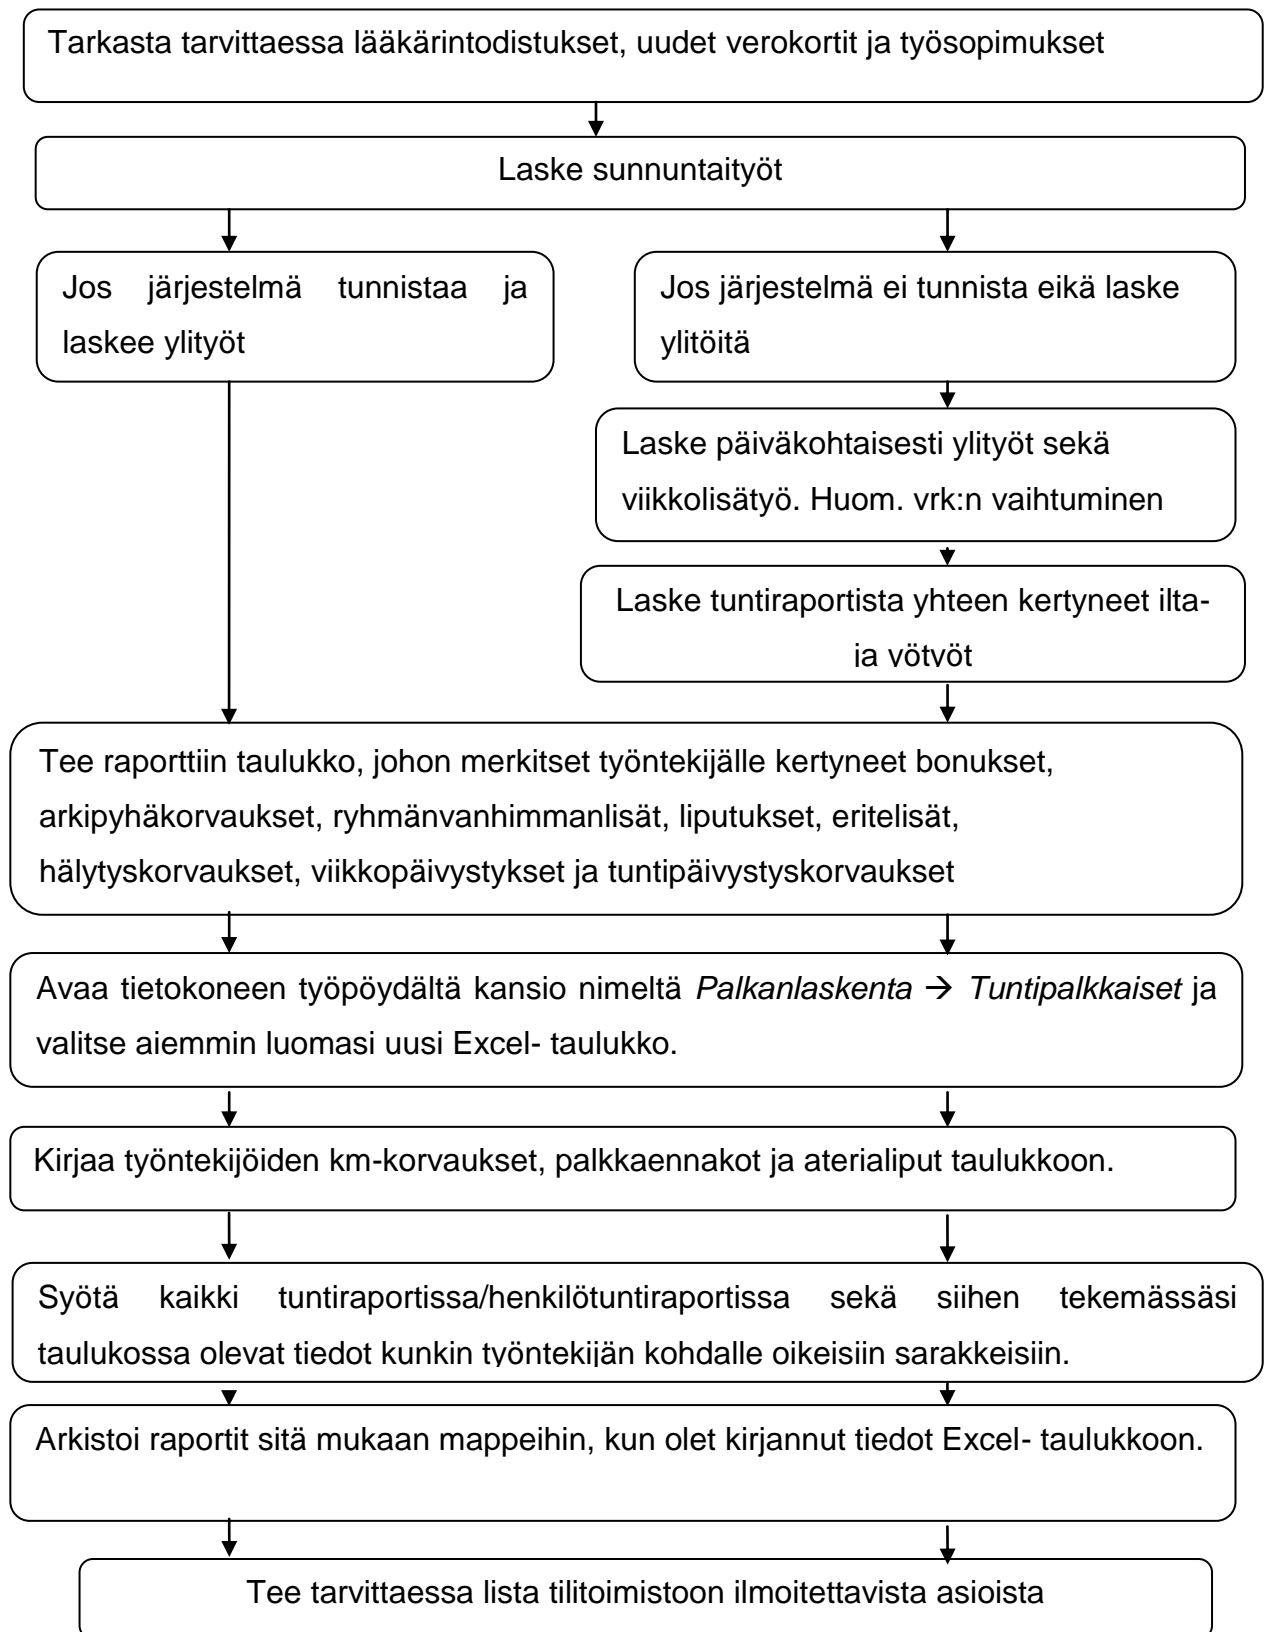 Tarkasta tarvittaessa lääkärintodistukset, uudet verokortit ja työsopimukset
Laske sunnuntaityöt
Jos järjestelmä tunnistaa ja
laskee ylityöt
Jos järjestelmä ei tunnista eikä laske
ylitöitä
Laske päiväkohtaisesti ylityöt sekä
viikkolisätyö. Huom. vrk:n vaihtuminen
Laske tuntiraportista yhteen kertyneet ilta-
ja yötyöt
Tee raporttiin taulukko, johon merkitset työntekijälle kertyneet bonukset,
arkipyhäkorvaukset, ryhmänvanhimmanlisät, liputukset, eritelisät,
hälytyskorvaukset, viikkopäivystykset ja tuntipäivystyskorvaukset
Avaa tietokoneen työpöydältä kansio nimeltä Palkanlaskenta → Tuntipalkkaiset ja
valitse aiemmin luomasi uusi Excel- taulukko.
Kirjaa työntekijöiden km-korvaukset, palkkaennakot ja aterialiput taulukkoon.
Syötä kaikki tuntiraportissa/henkilötuntiraportissa sekä siihen tekemässäsi
taulukossa olevat tiedot kunkin työntekijän kohdalle oikeisiin sarakkeisiin.
Arkistoi raportit sitä mukaan mappeihin, kun olet kirjannut tiedot Excel- taulukkoon.
Tee tarvittaessa lista tilitoimistoon ilmoitettavista asioista